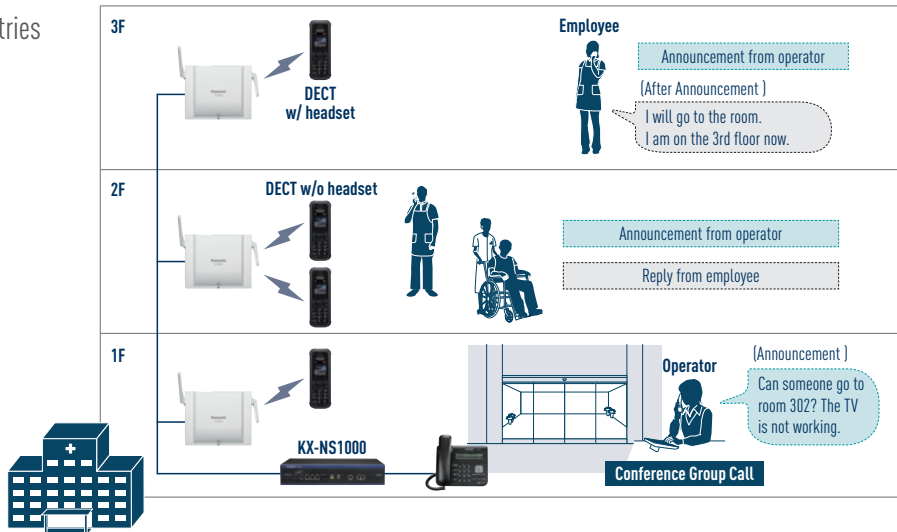 tries
3F
DECT
w/ headset
Employee
Announcement from operator
(After Announcement )
I will go to the room.
I am on the 3rd floor now.
2F
DECT w/o headset
Announcement from operator
Reply from employee
1F
KX-NS1000
Operator
(Announcement )
Can someone go to
room 302? The TV
is not working.
Conference Group Call